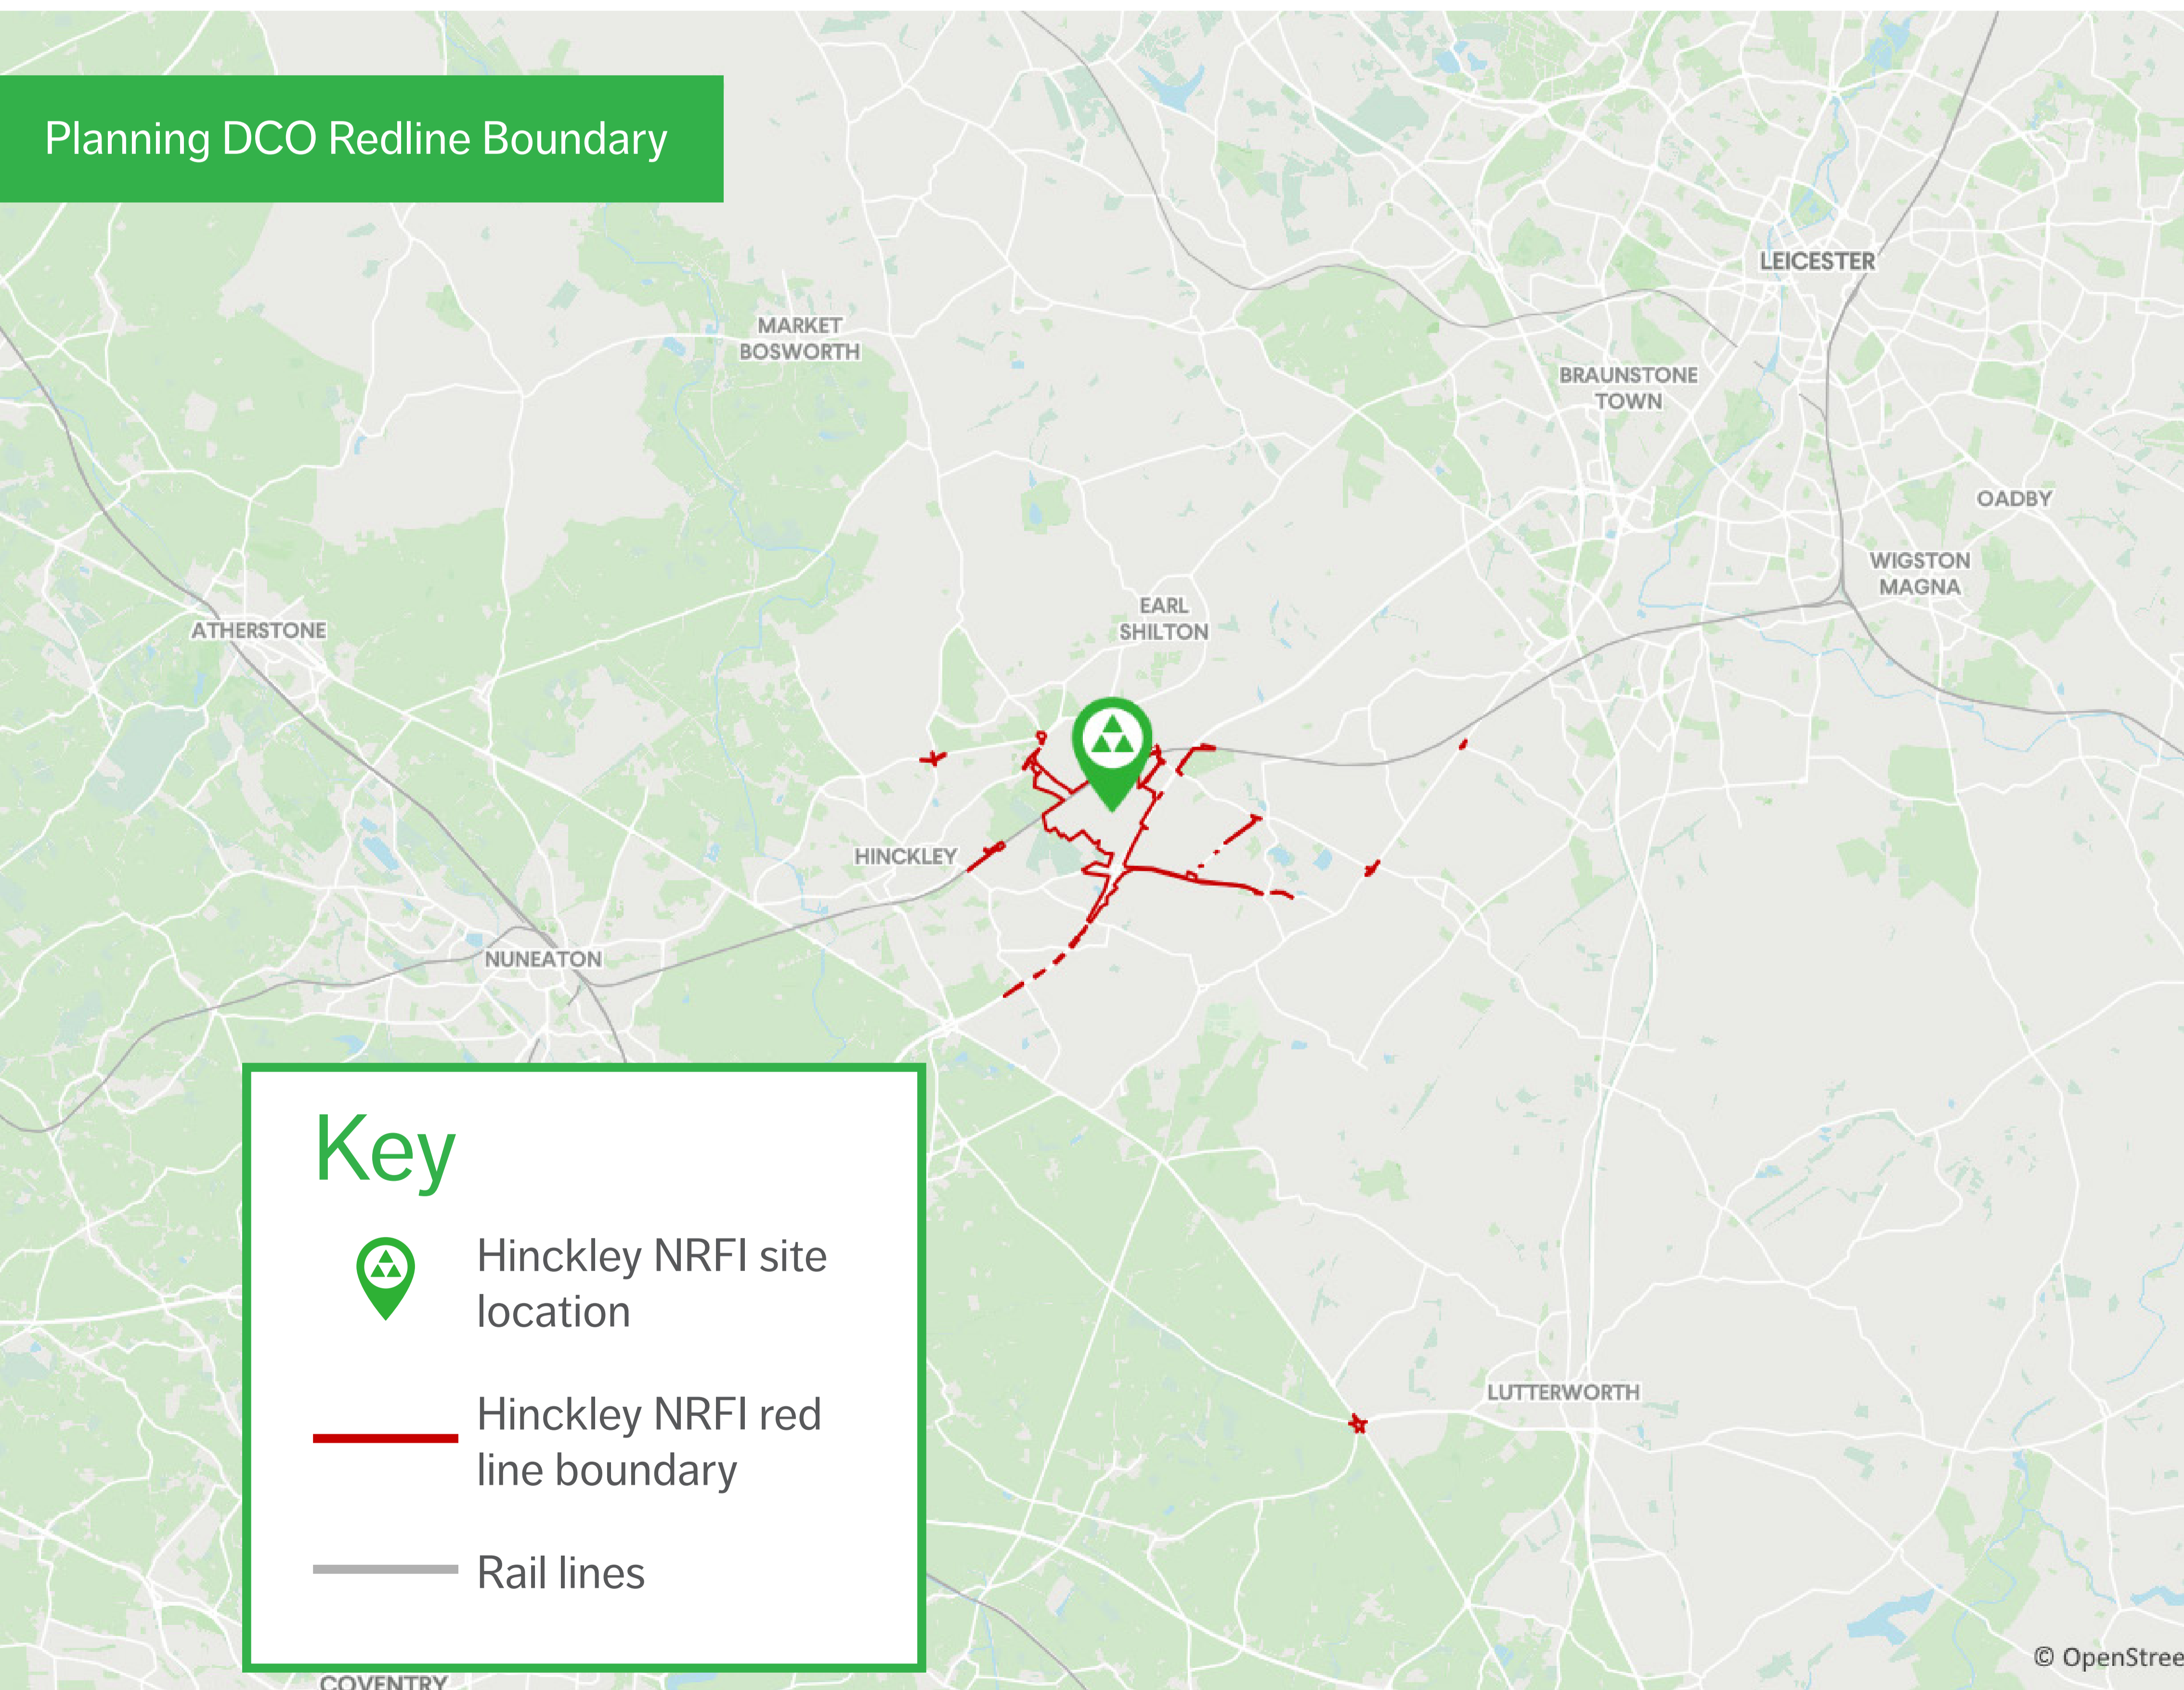 Planning DCO Redline Boundary
LEICESTER
MARKET
BOSWORTH
BRAUNSTONE
TOWN
OADBY
WIGSTON
MAGNA
EARL
SHILTON
ATHERSTONE
HINCKLEY
NUNEATON
Key
Hinckley NRFI site
location
Hinckley NRFI red
line boundary
Rail lines
LUTTERWORTH
© OpenStree
COVENTRY